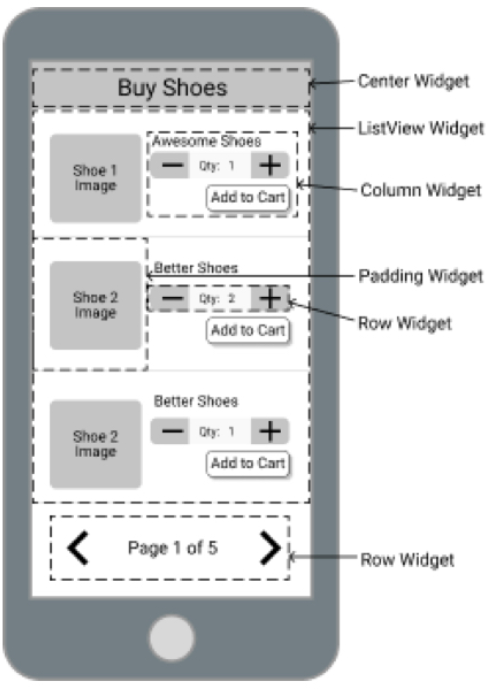 Buy Shoes
Center Widget
ListView Widget
Awesome Shoes
Shoe 1
Image
— Qty: 1 +
Add to Cart
Column Widget
Better Shoes
Padding Widget
Shoe 2
Image
— Qty: 2 +
Row Widget
Add to Cart
Better Shoes
Shoe 2
Image
— Qty: 1 +
Add to Cart
Page 1 of 5
Row Widget